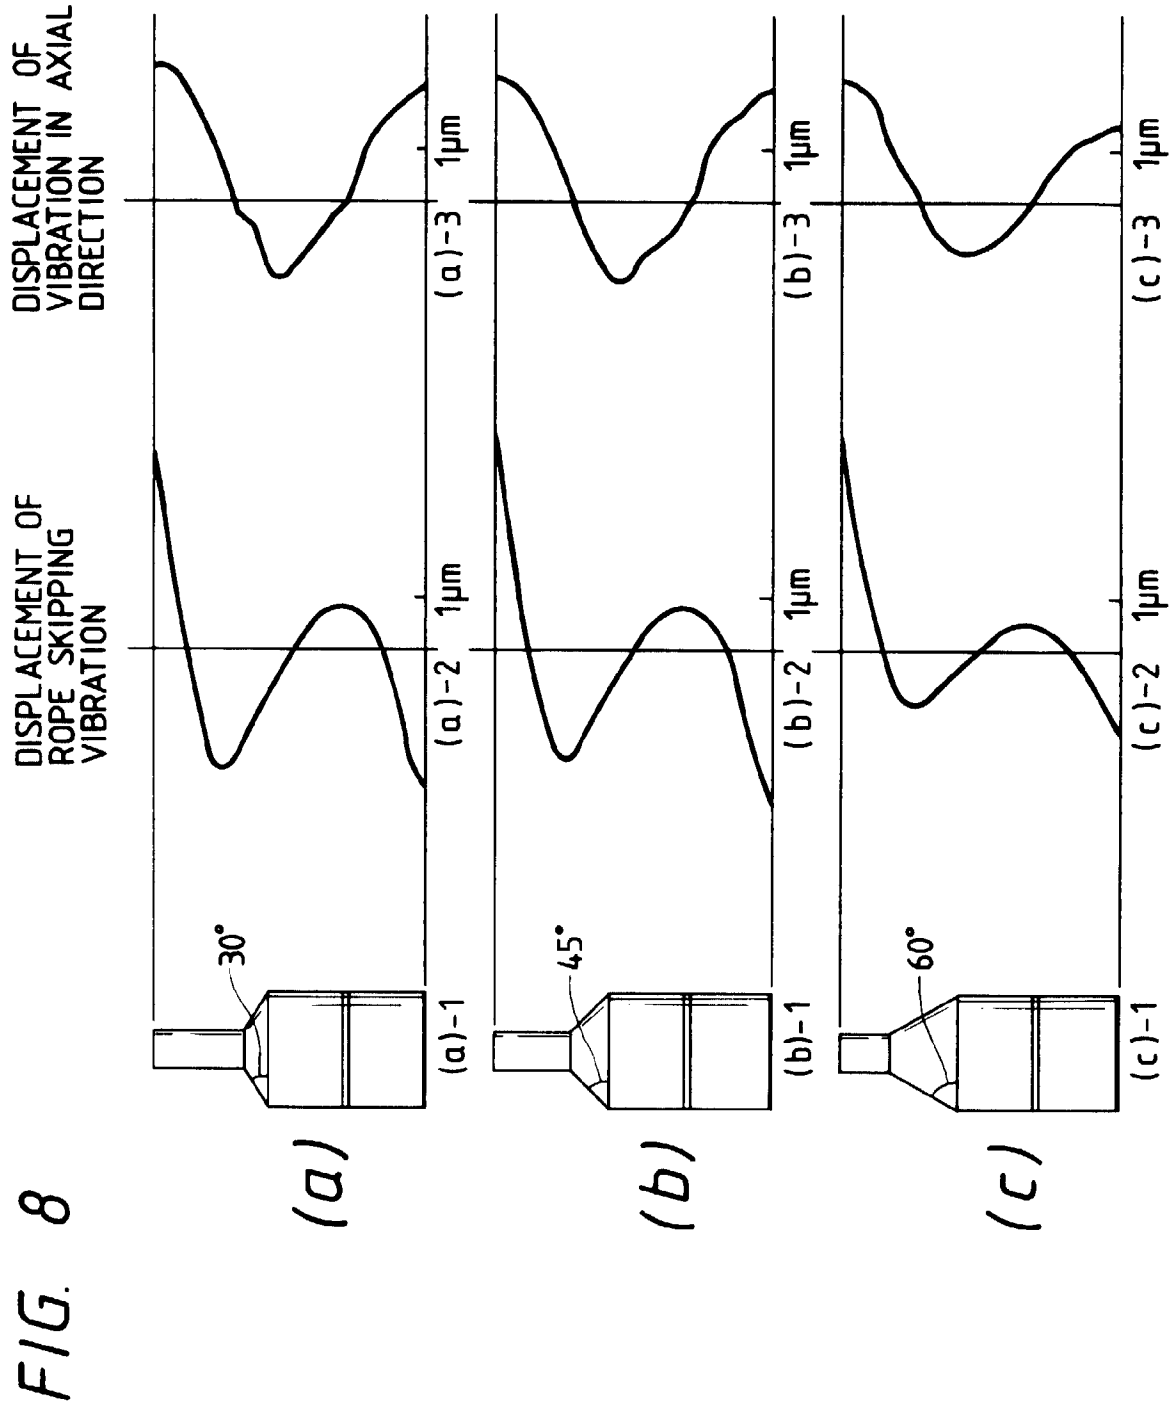 FIG. 8
DISPLACEMENT OF
ROPE SKIPPING
VIBRATION
DISPLACEMENT OF
VIBRATION IN AXIAL
DIRECTION
(a)
30°
(a)-1
(a)-2
1μm
(a)-3
1μm
(b)
45°
(b)-1
(b)-2
1μm
(b)-3
1μm
(c)
60°
(c)-1
(c)-2
1μm
(c)-3
1μm